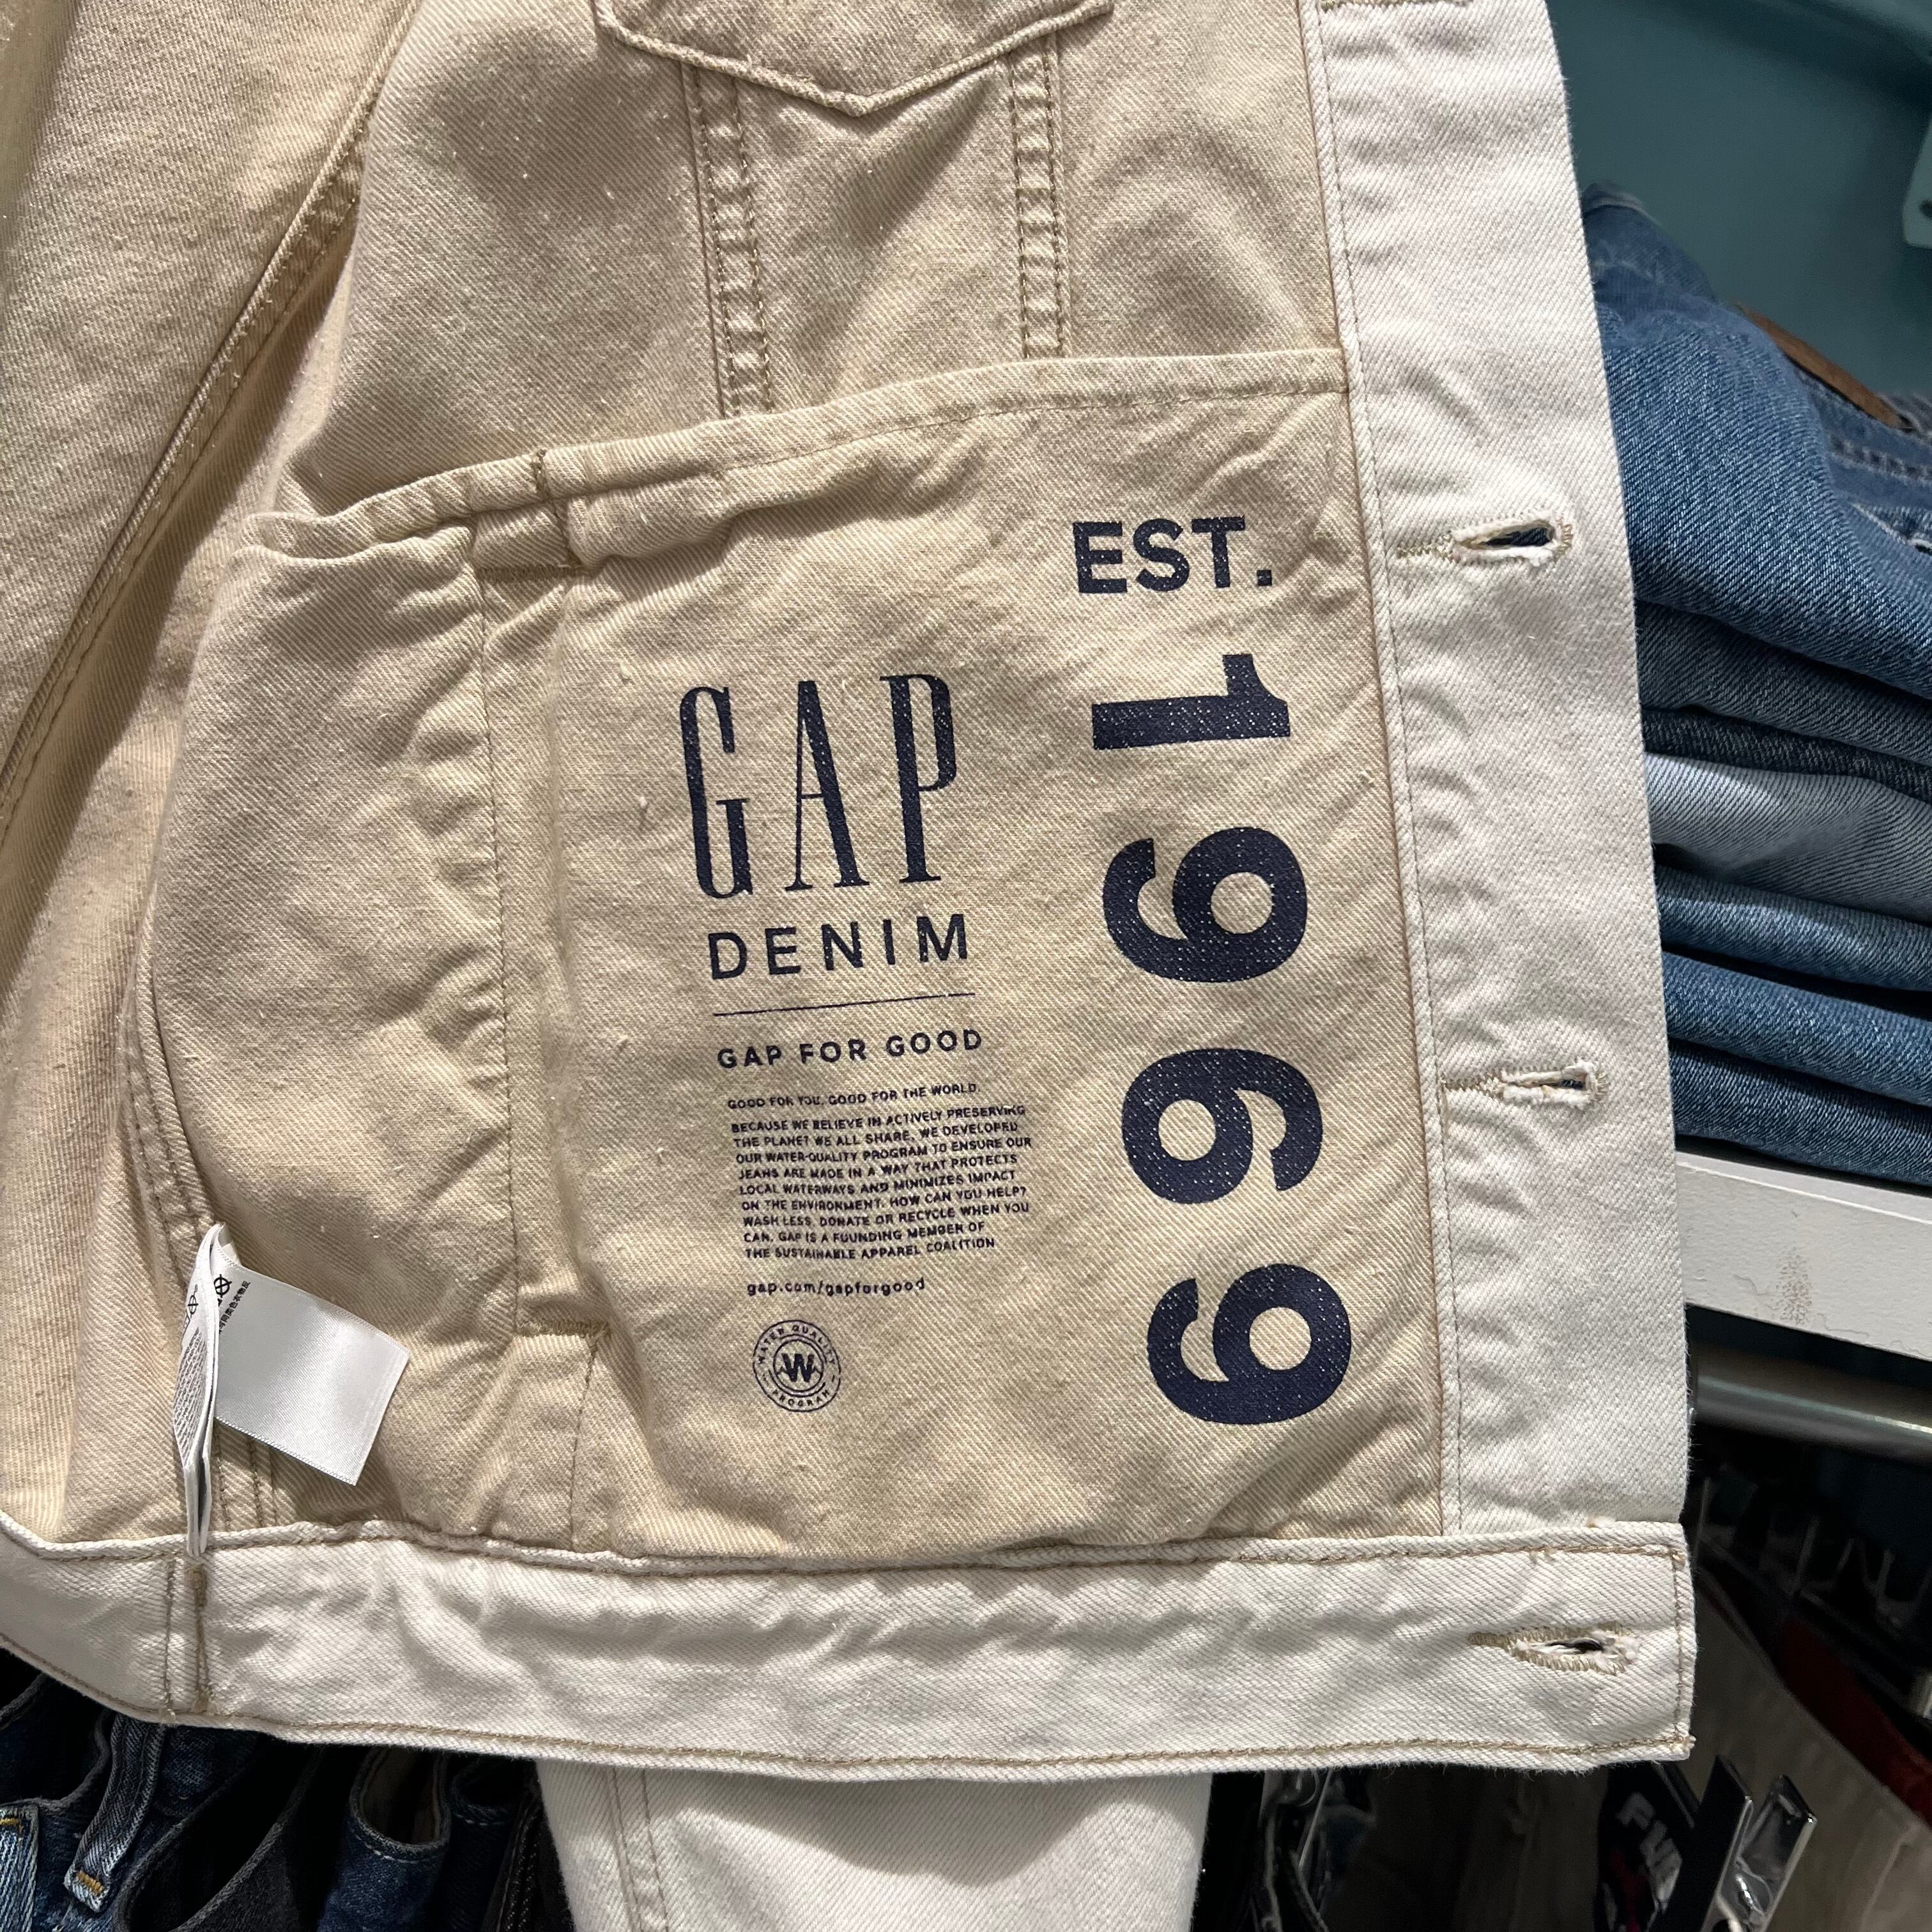 EST.
1969
GAP
DENIM
GAP FOR GOOD
GOOD FOR YOU. GOOD FOR THE WORLD.
BECAUSE WE BELIEVE IN ACTIVELY PRESERVING
THE PLANET WE ALL SHARE, WE DEVELOPED
OUR WATER-QUALITY PROGRAM TO ENSURE OUR
JEANS ARE MADE IN A WAY THAT PROTECTS
LOCAL WATERWAYS AND MINIMIZES IMPACT
ON THE ENVIRONMENT. HOW CAN YOU HELP?
WASH LESS, DONATE OR RECYCLE WHEN YOU
CAN. GAP IS A FOUNDING MEMBER OF
THE SUSTAINABLE APPAREL COALITION
gap.com/gapforgood
WATER QUALITY
W
PROGRAM